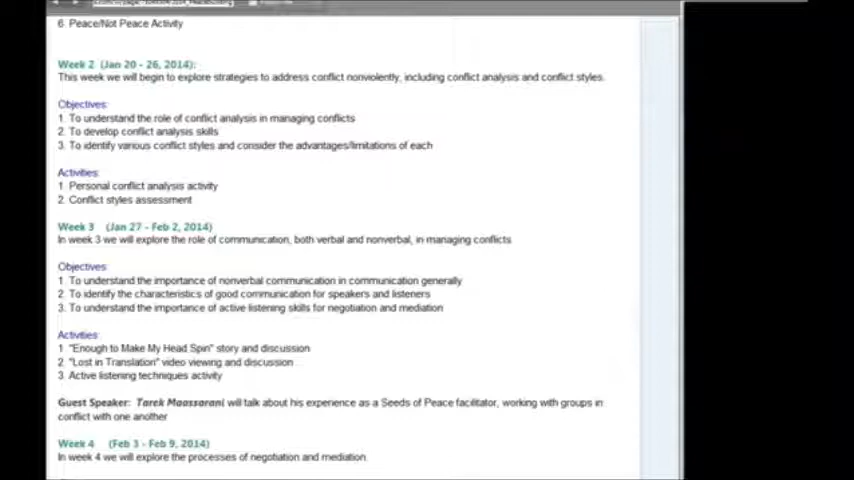 6. Peace/Not Peace Activity
Week 2 (Jan 20 - 26, 2014):
This week we will begin to explore strategies to address conflict nonviolently, including conflict analysis and conflict styles.
Objectives:
1. To understand the role of conflict analysis in managing conflicts
2. To develop conflict analysis skills
3. To identify various conflict styles and consider the advantages/limitations of each
Activities:
1. Personal conflict analysis activity
2. Conflict styles assessment
Week 3 (Jan 27 - Feb 2, 2014)
In week 3 we will explore the role of communication, both verbal and nonverbal, in managing conflicts.
Objectives:
1. To understand the importance of nonverbal communication in communication generally
2. To identify the characteristics of good communication for speakers and listeners
3. To understand the importance of active listening skills for negotiation and mediation
Activities:
1. "Enough to Make My Head Spin" story and discussion
2. "Lost in Translation" video viewing and discussion
3. Active listening techniques activity
Guest Speaker: Tarek Maassarani will talk about his experience as a Seeds of Peace facilitator, working with groups in
conflict with one another
Week 4 (Feb 3 - Feb 9, 2014)
In week 4 we will explore the processes of negotiation and mediation.